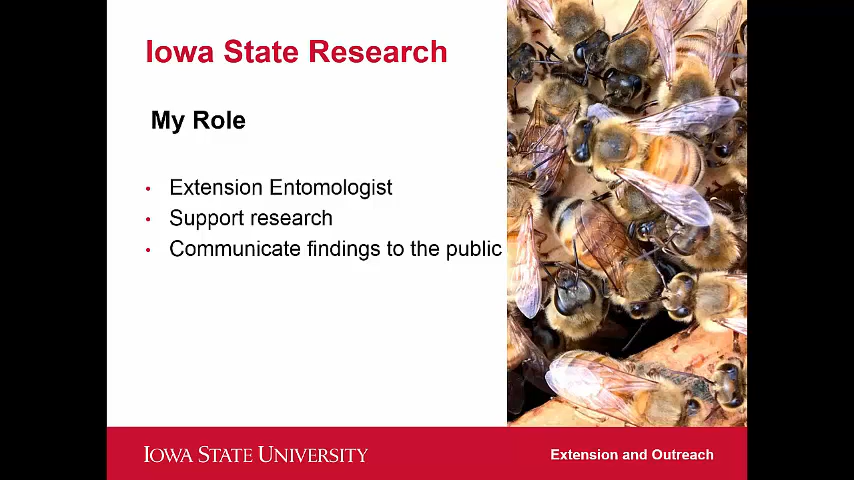 Iowa State Research
My Role
• Extension Entomologist
• Support research
• Communicate findings to the public
IOWA STATE UNIVERSITY
Extension and Outreach